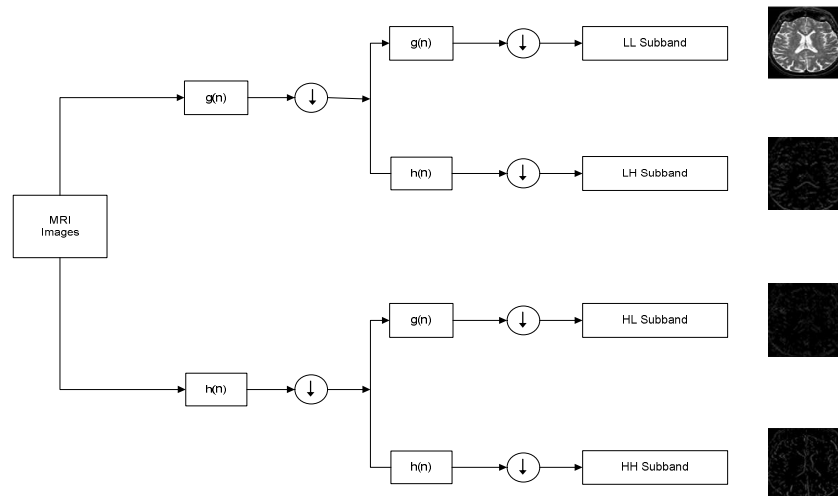 g(n)
LL Subband
g(n)
h(n)
LH Subband
MRI
Images
g(n)
HL Subband
h(n)
h(n)
HH Subband